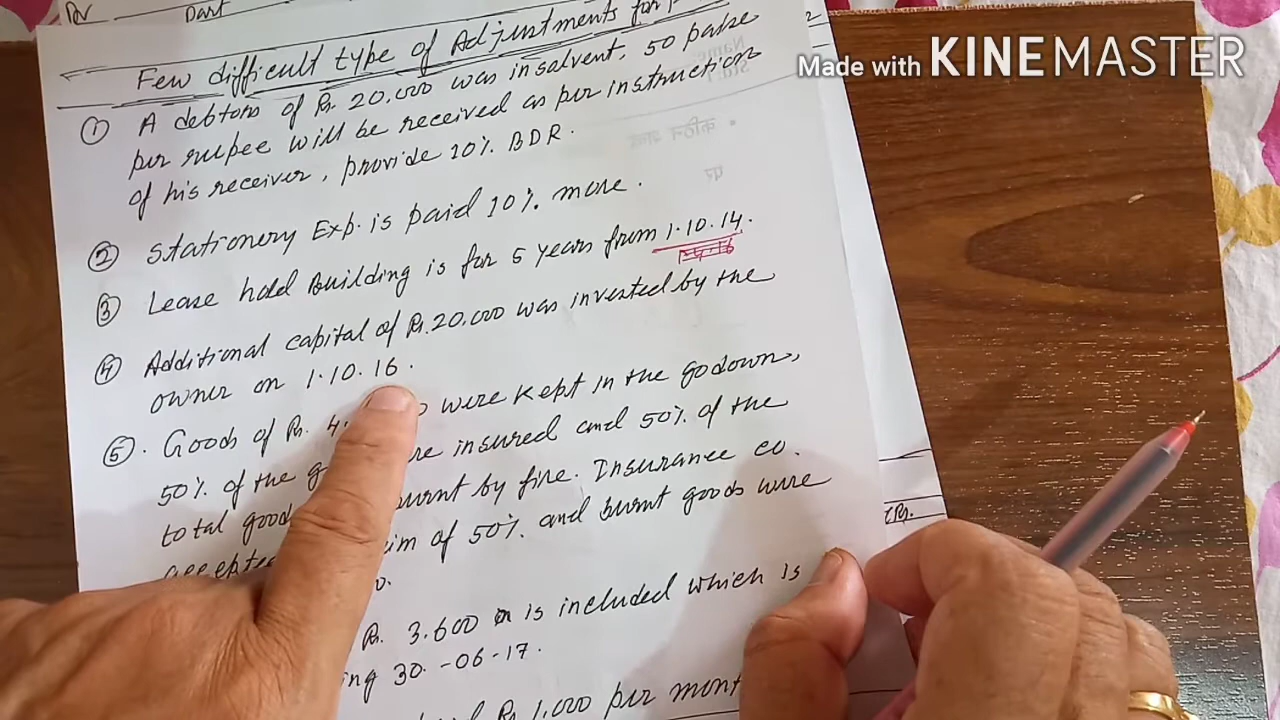 Dr Part
Made with KINEMASTER
Few difficult type of Adjustments for
① A debtors of Rs. 20,000 was insolvent, 50 paise
per rupee will be received as per instruction
of his receiver, provide 10% BDR.
② Stationery Exp. is paid 10% more.
③ Lease hold Building is for 5 years from 1.10.14.
④ Additional capital of Rs. 20,000 was invested by the
owner on 1.10.16.
⑤. Goods of Rs. 4, were kept in the godown,
50% of the insured and 50% of the
total goods burnt by fire. Insurance co.
of 50% and burnt goods were
Rs. 3,600 is included which is
30-06-17.
Rs 1,000 per month